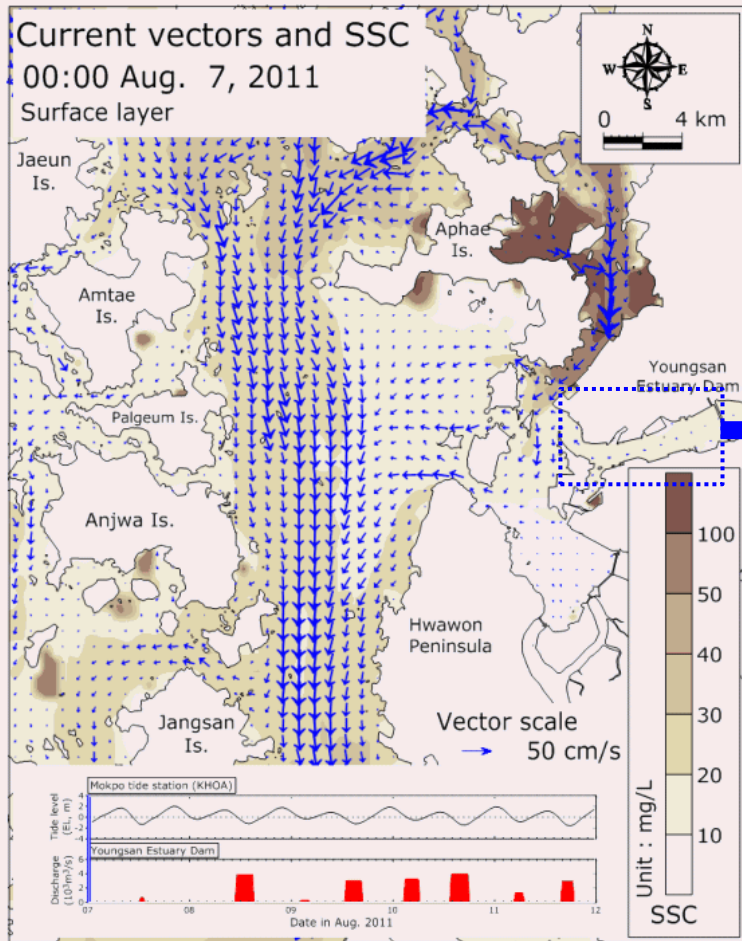 Current vectors and SSC
00:00 Aug. 7, 2011
Surface layer
N
W E
S
0 4 km
Jaeun
Is.
Aphae
Is.
Amtae
Is.
Youngsan
Estuary Dam
Palgeum Is.
Anjwa Is.
Hwawon
Peninsula
Jangsan
Is.
Vector scale
50 cm/s
100
50
40
30
20
10
Unit : mg/L
SSC
Mokpo tide station (KHOA)
Tide level
(EL, m)
4
2
0
-2
-4
Youngsan Estuary Dam
Discharge
(10³m³/s)
6
4
2
0
07 08 09 10 11 12
Date in Aug. 2011